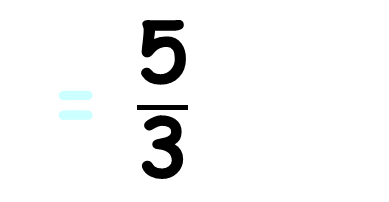 = 5/3